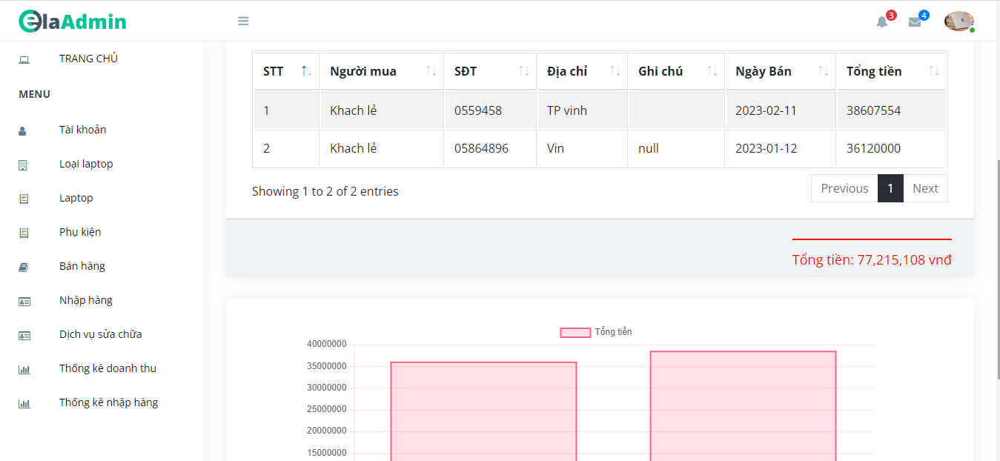 elaAdmin
3
4
TRANG CHỦ
MENU
Tài khoản
Loại laptop
Laptop
Phụ kiện
Bán hàng
Nhập hàng
Dịch vụ sửa chữa
Thống kê doanh thu
Thống kê nhập hàng
STT Người mua SĐT Địa chỉ Ghi chú Ngày Bán Tổng tiền
1 Khach lẻ 0559458 TP vinh 2023-02-11 38607554
2 Khach lẻ 05864896 Vin null 2023-01-12 36120000
Showing 1 to 2 of 2 entries
Previous 1 Next
Tổng tiền: 77,215,108 vnđ
Tổng tiền
40000000
35000000
30000000
25000000
20000000
15000000